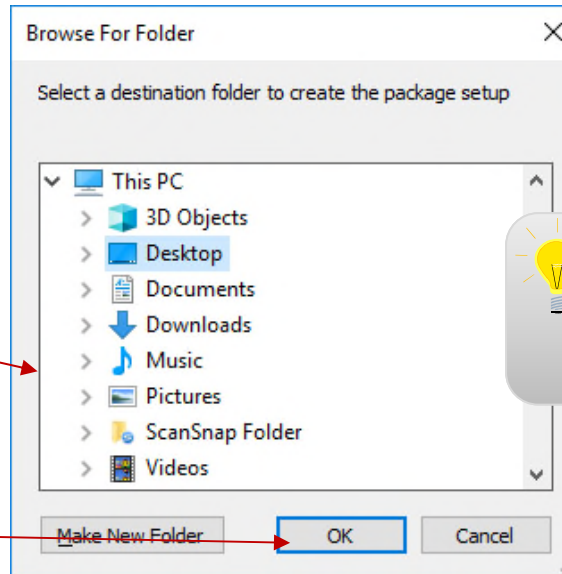 Browse For Folder
Select a destination folder to create the package setup
This PC
3D Objects
Desktop
Documents
Downloads
Music
Pictures
ScanSnap Folder
Videos
Make New Folder OK Cancel